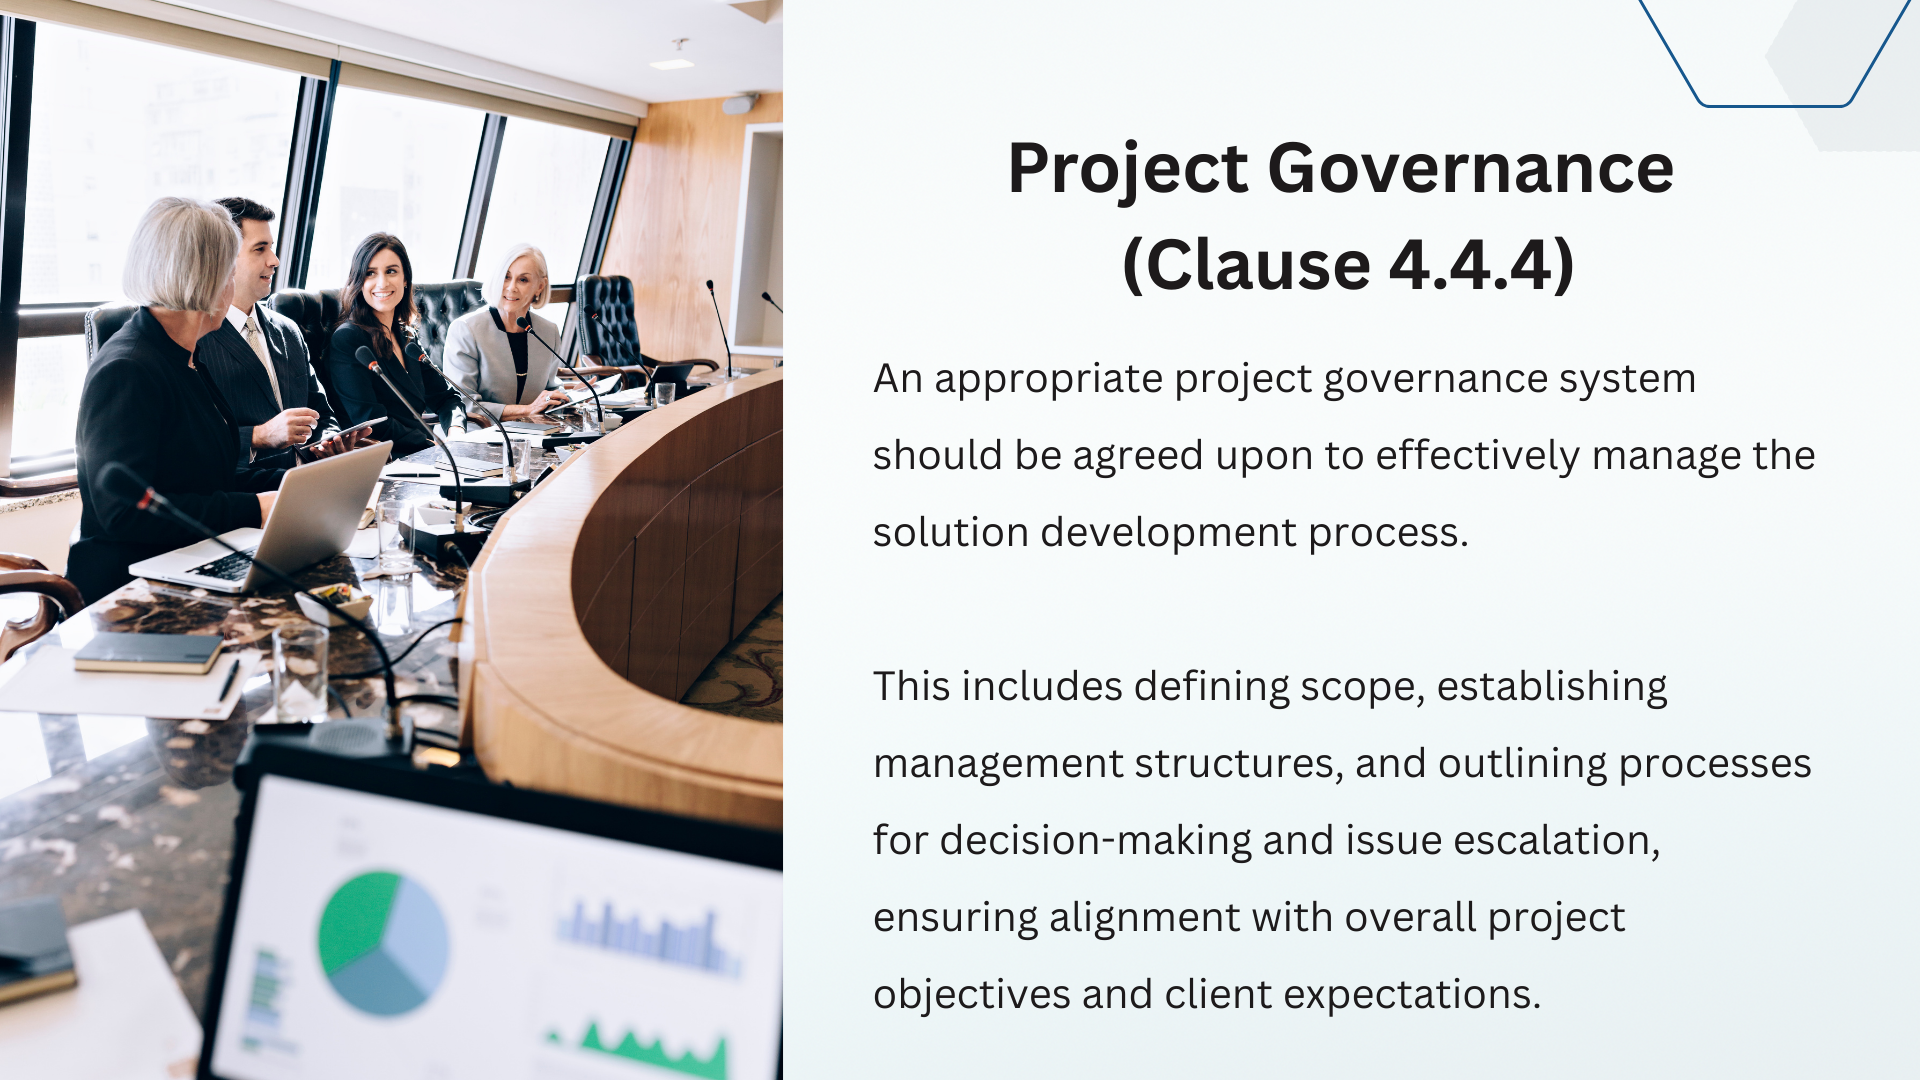 Project Governance
(Clause 4.4.4)
An appropriate project governance system
should be agreed upon to effectively manage the
solution development process.
This includes defining scope, establishing
management structures, and outlining processes
for decision-making and issue escalation,
ensuring alignment with overall project
objectives and client expectations.